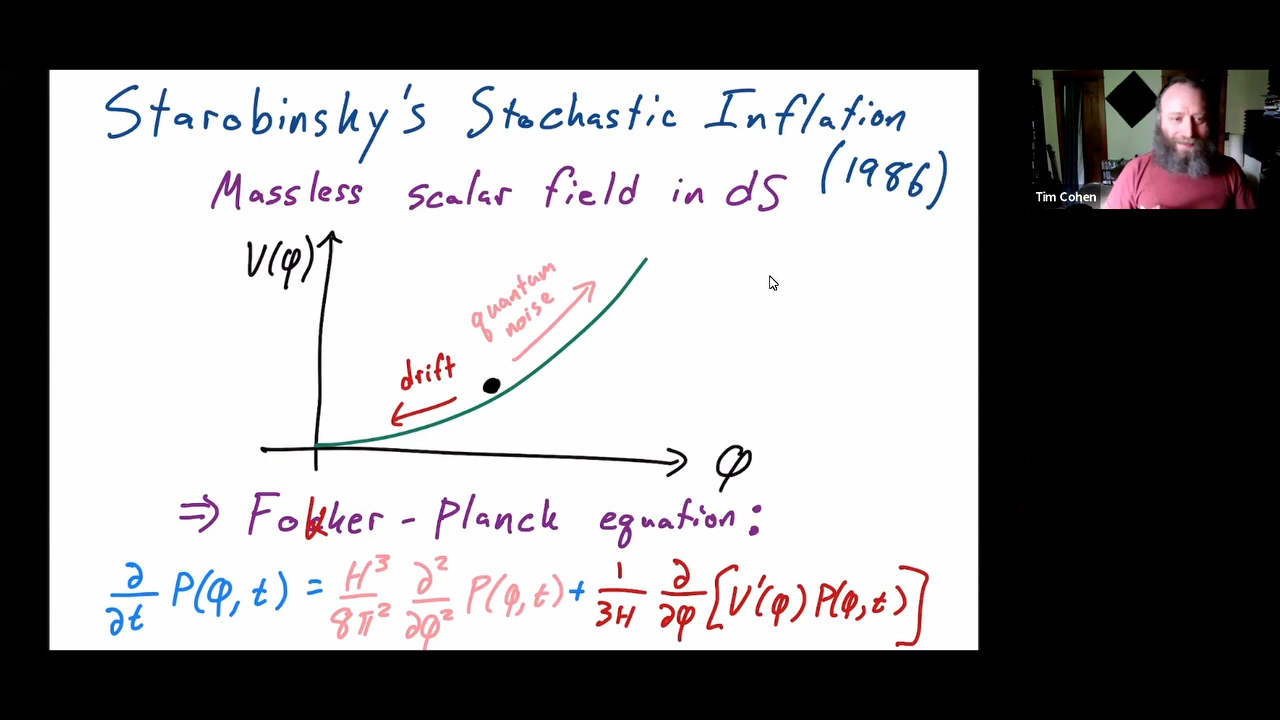 Starobinsky's Stochastic Inflation
(1986)
Massless scalar field in dS
Tim Cohen
V(φ)
quantum
noise
drift
φ
⇒ Fokker - Planck equation:
∂/∂t P(φ, t) = H³/8π² ∂²/∂φ² P(φ, t) + 1/3H ∂/∂φ [V'(φ) P(φ, t)]